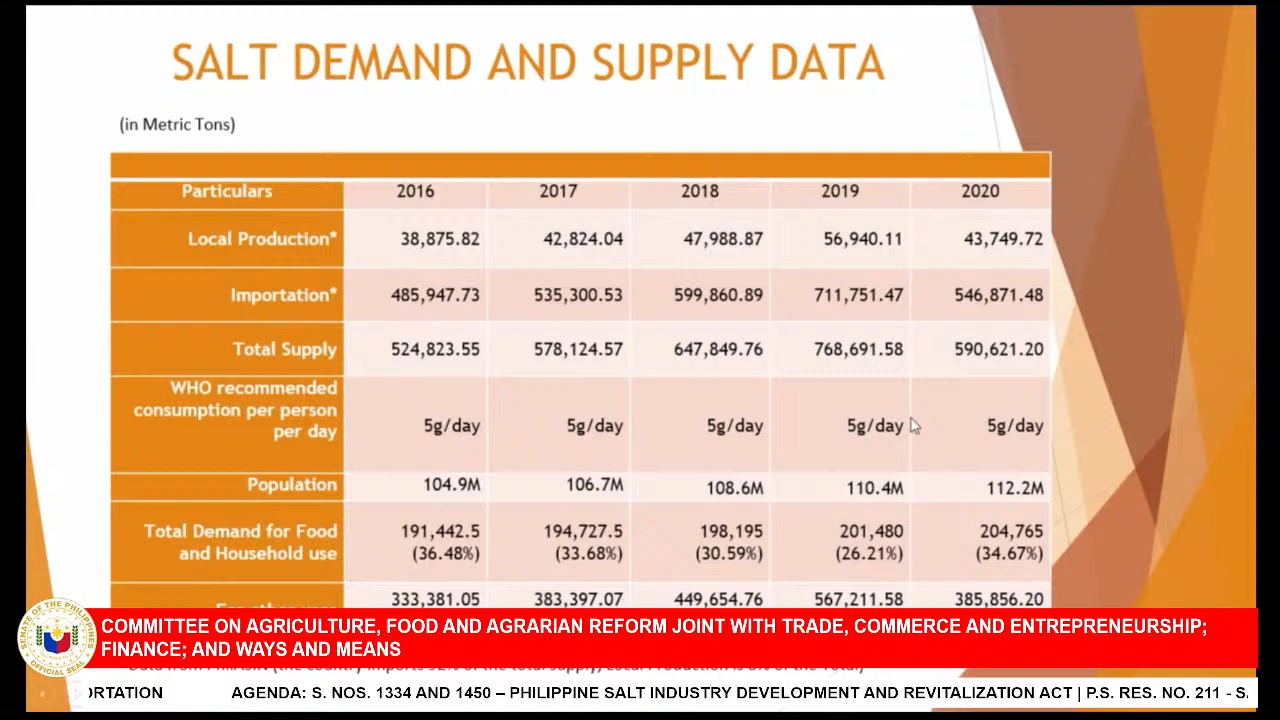 SALT DEMAND AND SUPPLY DATA
(in Metric Tons)
Particulars 2016 2017 2018 2019 2020
Local Production* 38,875.82 42,824.04 47,988.87 56,940.11 43,749.72
Importation* 485,947.73 535,300.53 599,860.89 711,751.47 546,871.48
Total Supply 524,823.55 578,124.57 647,849.76 768,691.58 590,621.20
WHO recommended
consumption per person
per day 5g/day 5g/day 5g/day 5g/day 5g/day
Population 104.9M 106.7M 108.6M 110.4M 112.2M
Total Demand for Food 191,442.5 194,727.5 198,195 201,480 204,765
and Household use (36.48%) (33.68%) (30.59%) (26.21%) (34.67%)
333,381.05 383,397.07 449,654.76 567,211.58 385,856.20
SENATE OF THE PHILIPPINES
OFFICIAL SEAL
COMMITTEE ON AGRICULTURE, FOOD AND AGRARIAN REFORM JOINT WITH TRADE, COMMERCE AND ENTREPRENEURSHIP;
FINANCE; AND WAYS AND MEANS
ORTATION AGENDA: S. NOS. 1334 AND 1450 – PHILIPPINE SALT INDUSTRY DEVELOPMENT AND REVITALIZATION ACT | P.S. RES. NO. 211 -